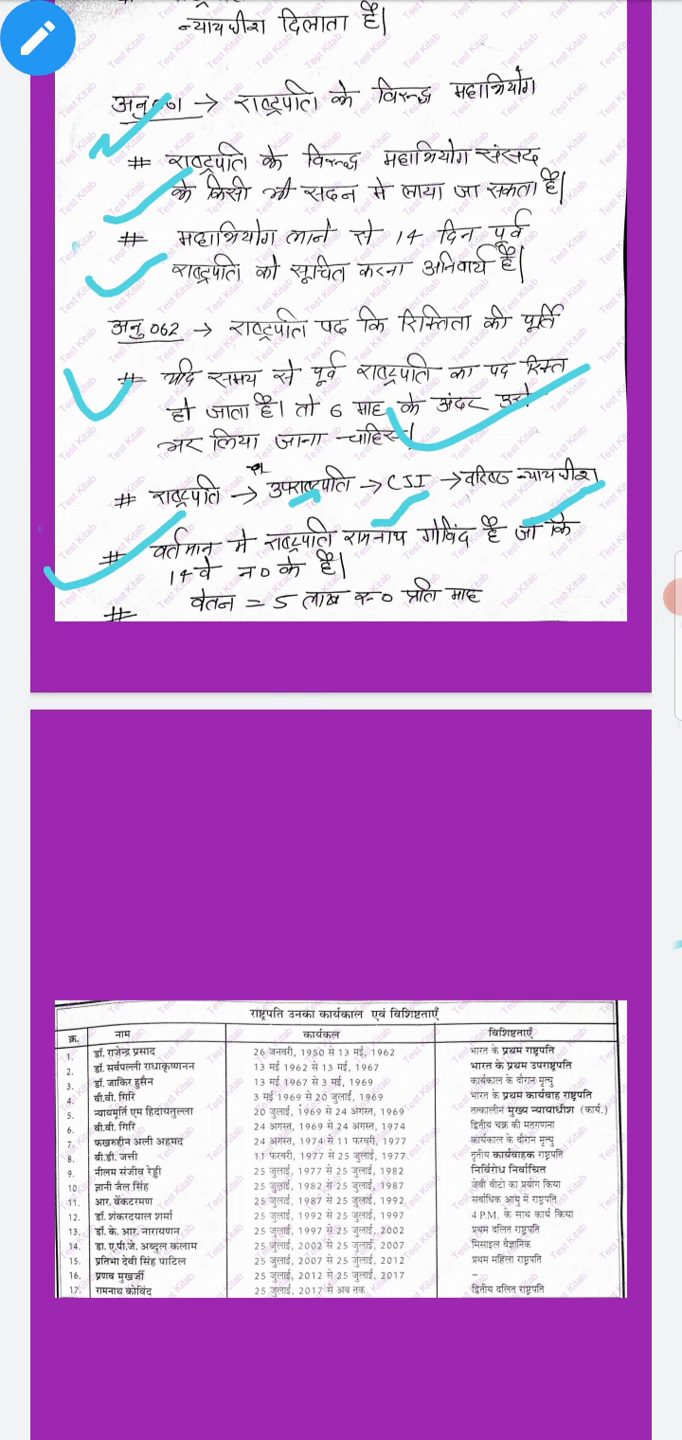 न्यायधीश दिलाता है|
अनु०61 → राष्ट्रपति के विरुद्ध महाभियोग
# राष्ट्रपति के विरुद्ध महाभियोग संसद
के किसी भी सदन मे लाया जा सकता है|
# महाभियोग लाने से 14 दिन पूर्व
राष्ट्रपति को सूचित करना अनिवार्य है|
अनु०62 → राष्ट्रपति पद कि रिक्तिता की पूर्ति
# यदि समय से पूर्व राष्ट्रपति का पद रिक्त
हो जाता है। तो 6 माह के अंदर उसे
भर लिया जाना चाहिए|
# राष्ट्रपति → उपराष्ट्रपति → CJI → वरिष्ठ न्यायधीश
# वर्तमान मे राष्ट्रपति रामनाथ गोविंद है जो कि
14वे न० के है|
# वेतन = 5 लाख रु० प्रति माह
राष्ट्रपति उनका कार्यकाल एवं विशिष्टताएँ
क्र. नाम कार्यकल विशिष्टताएँ
1. डॉ. राजेन्द्र प्रसाद 26 जनवरी, 1950 से 13 मई, 1962 भारत के प्रथम राष्ट्रपति
2. डॉ. सर्वपल्ली राधाकृष्णनन 13 मई 1962 से 13 मई, 1967 भारत के प्रथम उपराष्ट्रपति
3. डॉ. जाकिर हुसैन 13 मई 1967 से 3 मई, 1969 कार्यकाल के दौरान मृत्यु
4. वी.वी. गिरि 3 मई 1969 से 20 जुलाई, 1969 भारत के प्रथम कार्यवाह राष्ट्रपति
5. न्यायमूर्ति एम हिदायतुल्ला 20 जुलाई, 1969 से 24 अगस्त, 1969 तत्कालीन मुख्य न्यायाधीश (कार्य.)
6. वी.वी. गिरि 24 अगस्त, 1969 से 24 अगस्त, 1974 द्वितीय चक्र की मतगणना
7. फखरुद्दीन अली अहमद 24 अगस्त, 1974 से 11 फरवरी, 1977 कार्यकाल के दौरान मृत्यु
8. बी.डी. जत्ती 11 फरवरी, 1977 से 25 जुलाई, 1977 तृतीय कार्यवाहक राष्ट्रपति
9. नीलम संजीव रेड्डी 25 जुलाई, 1977 से 25 जुलाई, 1982 निर्विरोध निर्वाचित
10. ज्ञानी जैल सिंह 25 जुलाई, 1982 से 25 जुलाई, 1987 जेबी वीटो का प्रयोग किया
11. आर. वेंकटरमण 25 जुलाई, 1987 से 25 जुलाई, 1992 सर्वाधिक आयु में राष्ट्रपति
12. डॉ. शंकरदयाल शर्मा 25 जुलाई, 1992 से 25 जुलाई, 1997 4 P.M. के साथ कार्य किया
13. डॉ. के. आर. नारायणन 25 जुलाई, 1997 से 25 जुलाई, 2002 प्रथम दलित राष्ट्रपति
14. डा. ए.पी.जे. अब्दुल कलाम 25 जुलाई, 2002 से 25 जुलाई, 2007 मिसाइल वैज्ञानिक
15. प्रतिभा देवी सिंह पाटिल 25 जुलाई, 2007 से 25 जुलाई, 2012 प्रथम महिला राष्ट्रपति
16. प्रणब मुखर्जी 25 जुलाई, 2012 से 25 जुलाई, 2017 –
17. रामनाथ कोविंद 25 जुलाई, 2017 से अब तक द्वितीय दलित राष्ट्रपति